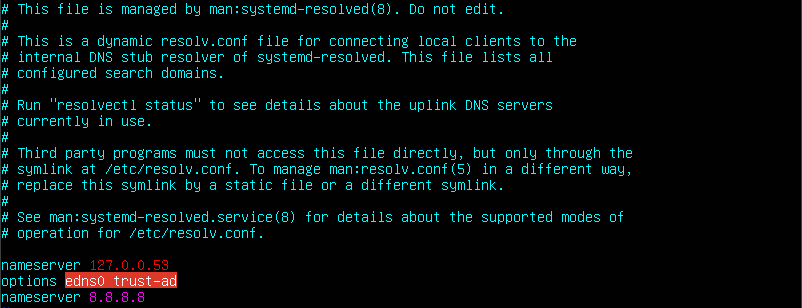 # This file is managed by man:systemd-resolved(8). Do not edit.
#
# This is a dynamic resolv.conf file for connecting local clients to the
# internal DNS stub resolver of systemd-resolved. This file lists all
# configured search domains.
#
# Run "resolvectl status" to see details about the uplink DNS servers
# currently in use.
#
# Third party programs must not access this file directly, but only through the
# symlink at /etc/resolv.conf. To manage man:resolv.conf(5) in a different way,
# replace this symlink by a static file or a different symlink.
#
# See man:systemd-resolved.service(8) for details about the supported modes of
# operation for /etc/resolv.conf.
nameserver 127.0.0.53
options edns0 trust-ad
nameserver 8.8.8.8